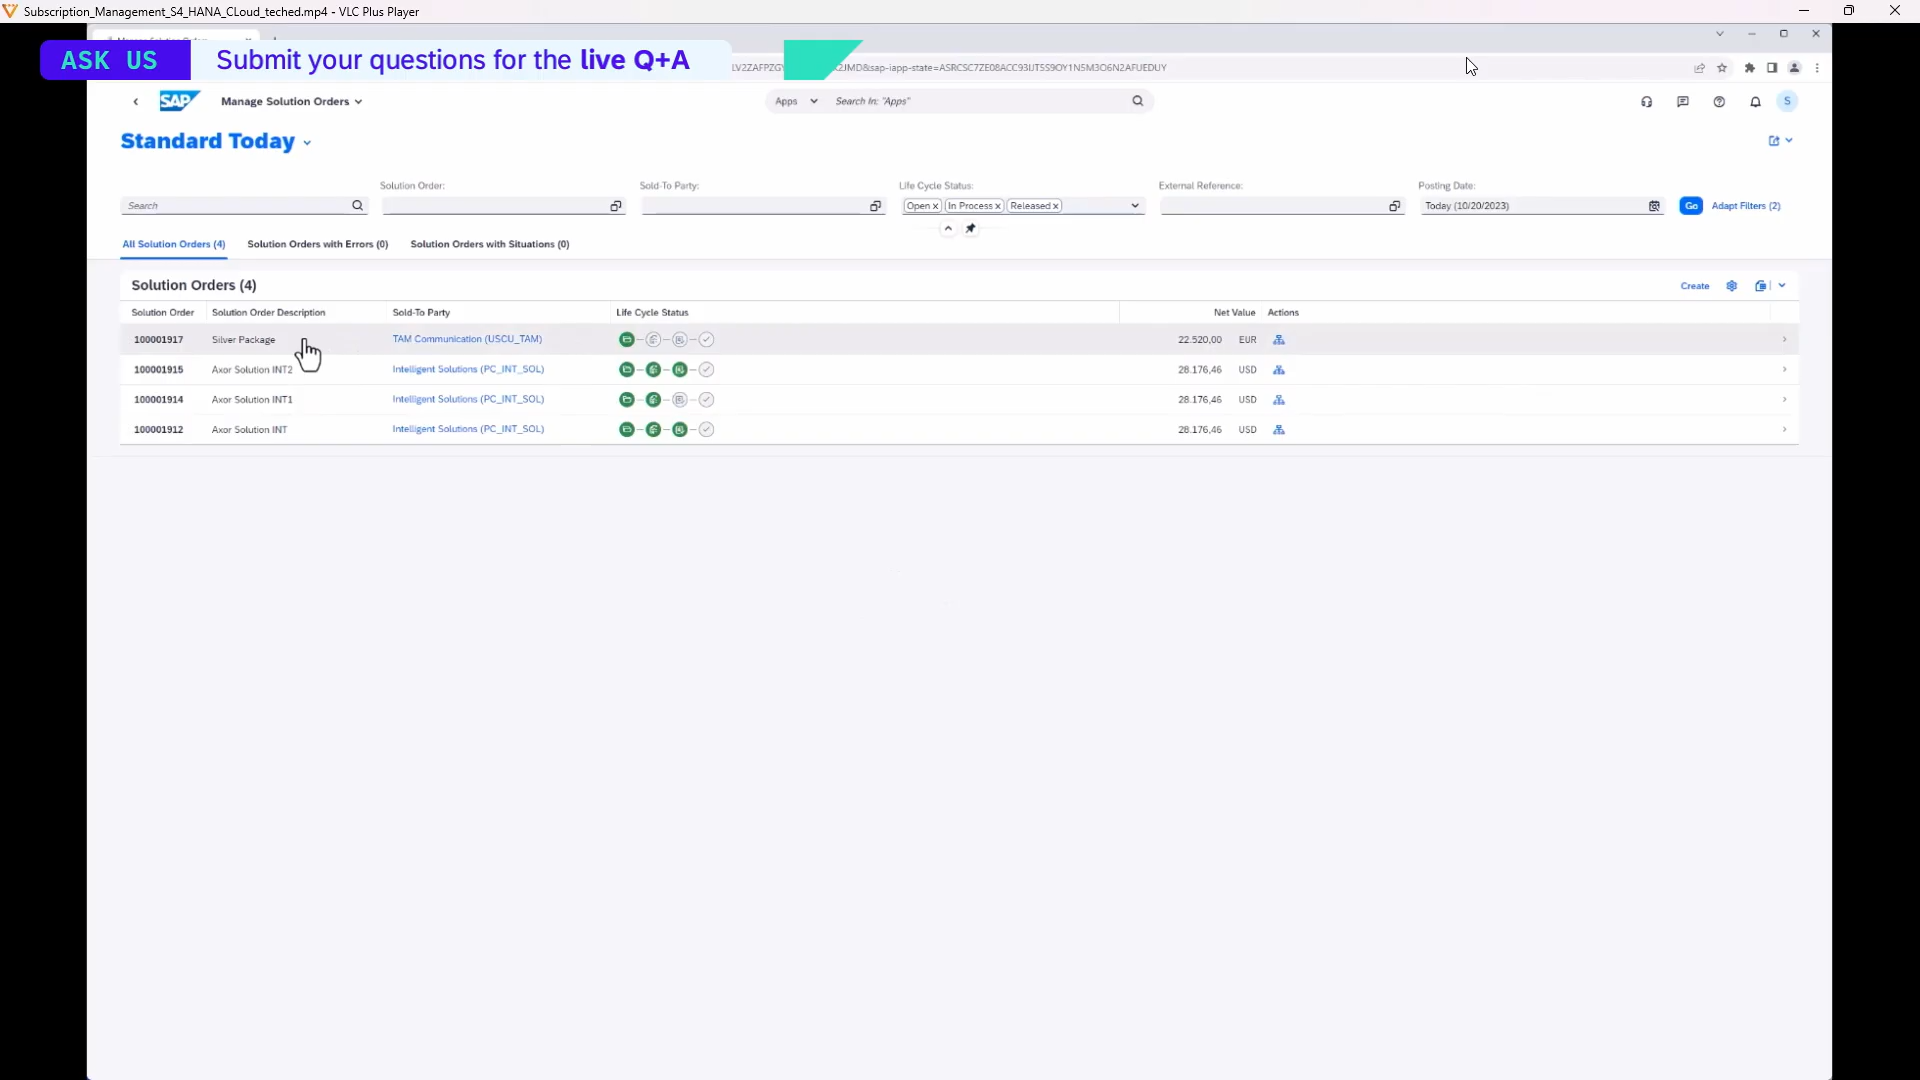 Subscription_Management_S4_HANA_CLoud_teched.mp4 - VLC Plus Player
ASK US Submit your questions for the live Q+A
SAP Manage Solution Orders Apps Search In: "Apps" S
Standard Today
Solution Order: Sold-To Party: Life Cycle Status: External Reference: Posting Date:
Search Open In Process Released Today (10/20/2023) Go Adapt Filters (2)
All Solution Orders (4) Solution Orders with Errors (0) Solution Orders with Situations (0)
Solution Orders (4) Create
Solution Order Solution Order Description Sold-To Party Life Cycle Status Net Value Actions
100001917 Silver Package TAM Communication (USCU_TAM) 22.520,00 EUR
100001915 Axor Solution INT2 Intelligent Solutions (PC_INT_SOL) 28.176,46 USD
100001914 Axor Solution INT1 Intelligent Solutions (PC_INT_SOL) 28.176,46 USD
100001912 Axor Solution INT Intelligent Solutions (PC_INT_SOL) 28.176,46 USD